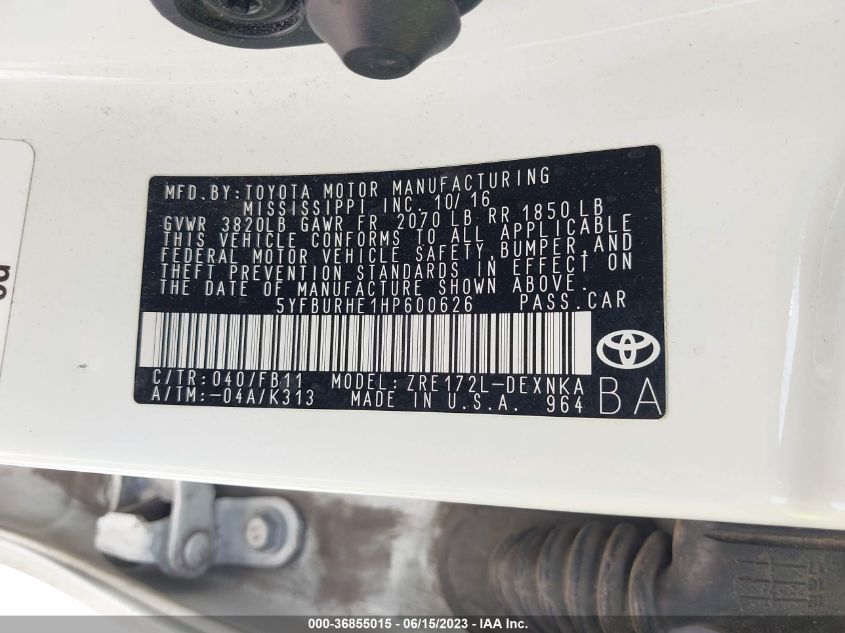 MFD.BY:TOYOTA MOTOR MANUFACTURING
MISSISSIPPI INC. 10/16
GVWR 3820LB GAWR FR 2070 LB RR 1850 LB
THIS VEHICLE CONFORMS TO ALL APPLICABLE
FEDERAL MOTOR VEHICLE SAFETY,BUMPER,AND
THEFT PREVENTION STANDARDS IN EFFECT ON
THE DATE OF MANUFACTURE SHOWN ABOVE.
5YFBURHE1HP600626 PASS.CAR
C/TR:040/FB11 MODEL:ZRE172L-DEXNKA
A/TM:-04A/K313 MADE IN U.S.A. 964
BA
000-36855015 - 06/15/2023 - IAA Inc.